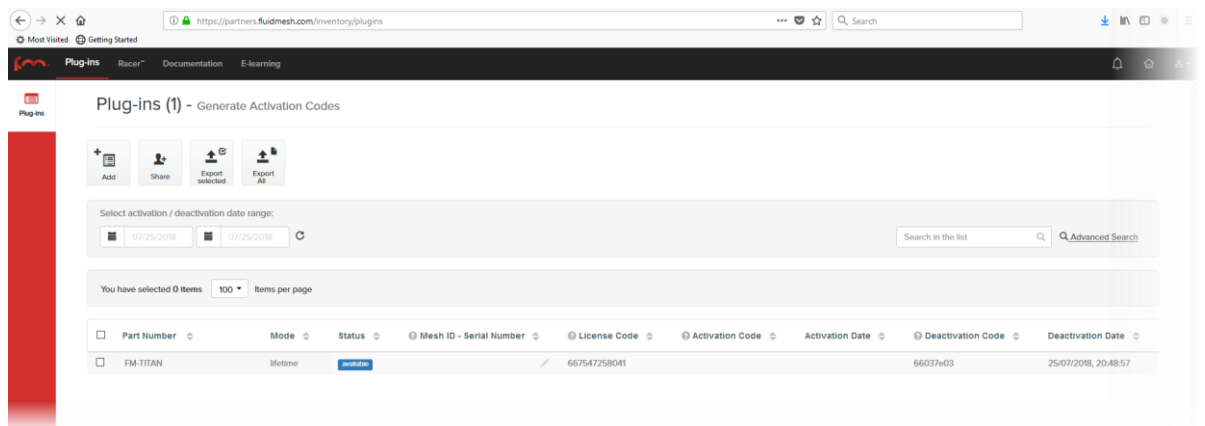 https://partners.fluidmesh.com/inventory/plugins
Search
Most Visited Getting Started
fm. Plug-ins Racer™ Documentation E-learning
Plug-ins
Plug-ins (1) - Generate Activation Codes
Add
Share
Export selected
Export All
Select activation / deactivation date range:
07/25/2018 07/25/2018 Search in the list Advanced Search
You have selected 0 items 100 Items per page
Part Number Mode Status Mesh ID - Serial Number License Code Activation Code Activation Date Deactivation Code Deactivation Date
FM-TITAN lifetime available 667547258041 66037e03 25/07/2018, 20:48:57